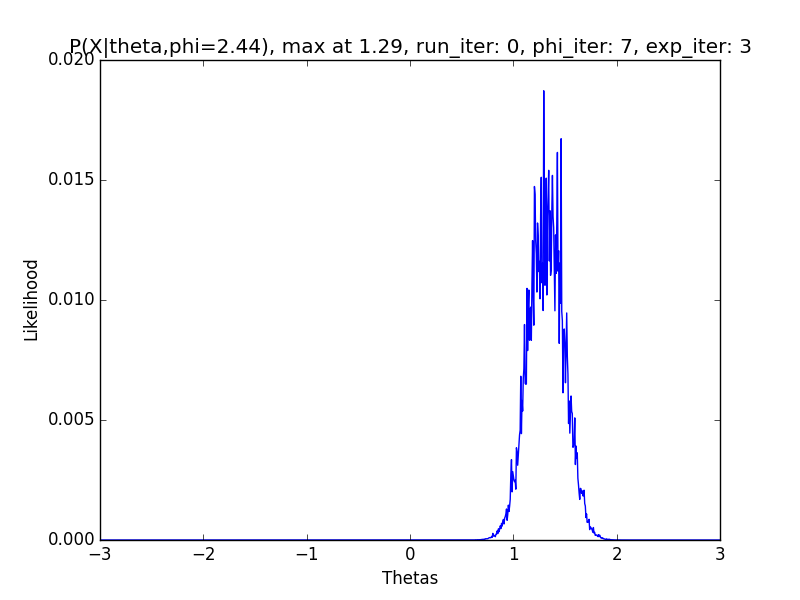 P(X|theta,phi=2.44), max at 1.29, run_iter: 0, phi_iter: 7, exp_iter: 3
0.020
0.015
0.010
0.005
0.000
Likelihood
−3 −2 −1 0 1 2 3
Thetas